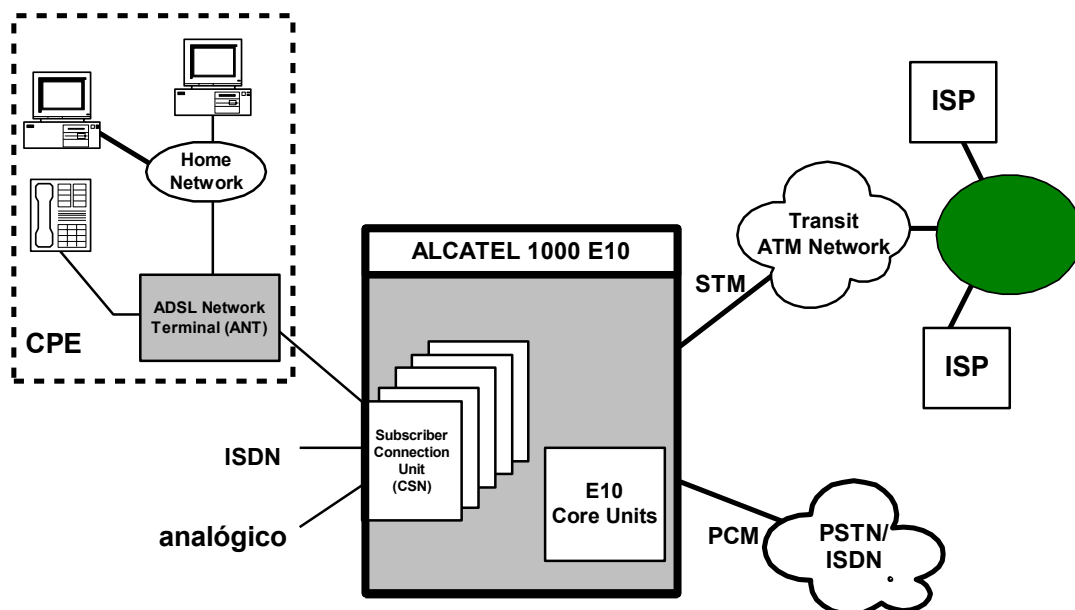 ISP
Home
Network
ALCATEL 1000 E10
Transit
ATM Network
STM
ADSL Network
Terminal (ANT)
CPE
ISP
Subscriber
Connection
Unit
(CSN)
ISDN
E10
Core Units
analógico
PCM
PSTN/
ISDN